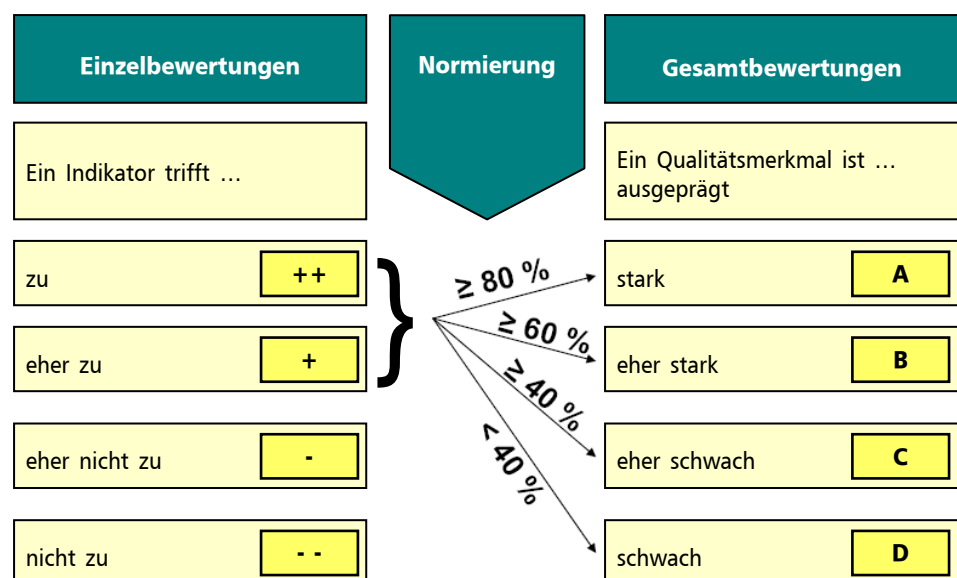 Einzelbewertungen
Normierung
Gesamtbewertungen
Ein Indikator trifft …
Ein Qualitätsmerkmal ist …
ausgeprägt
zu
++
≥ 80 %
stark
A
eher zu
+
≥ 60 %
eher stark
B
eher nicht zu
-
≥ 40 %
eher schwach
C
nicht zu
- -
< 40 %
schwach
D
}